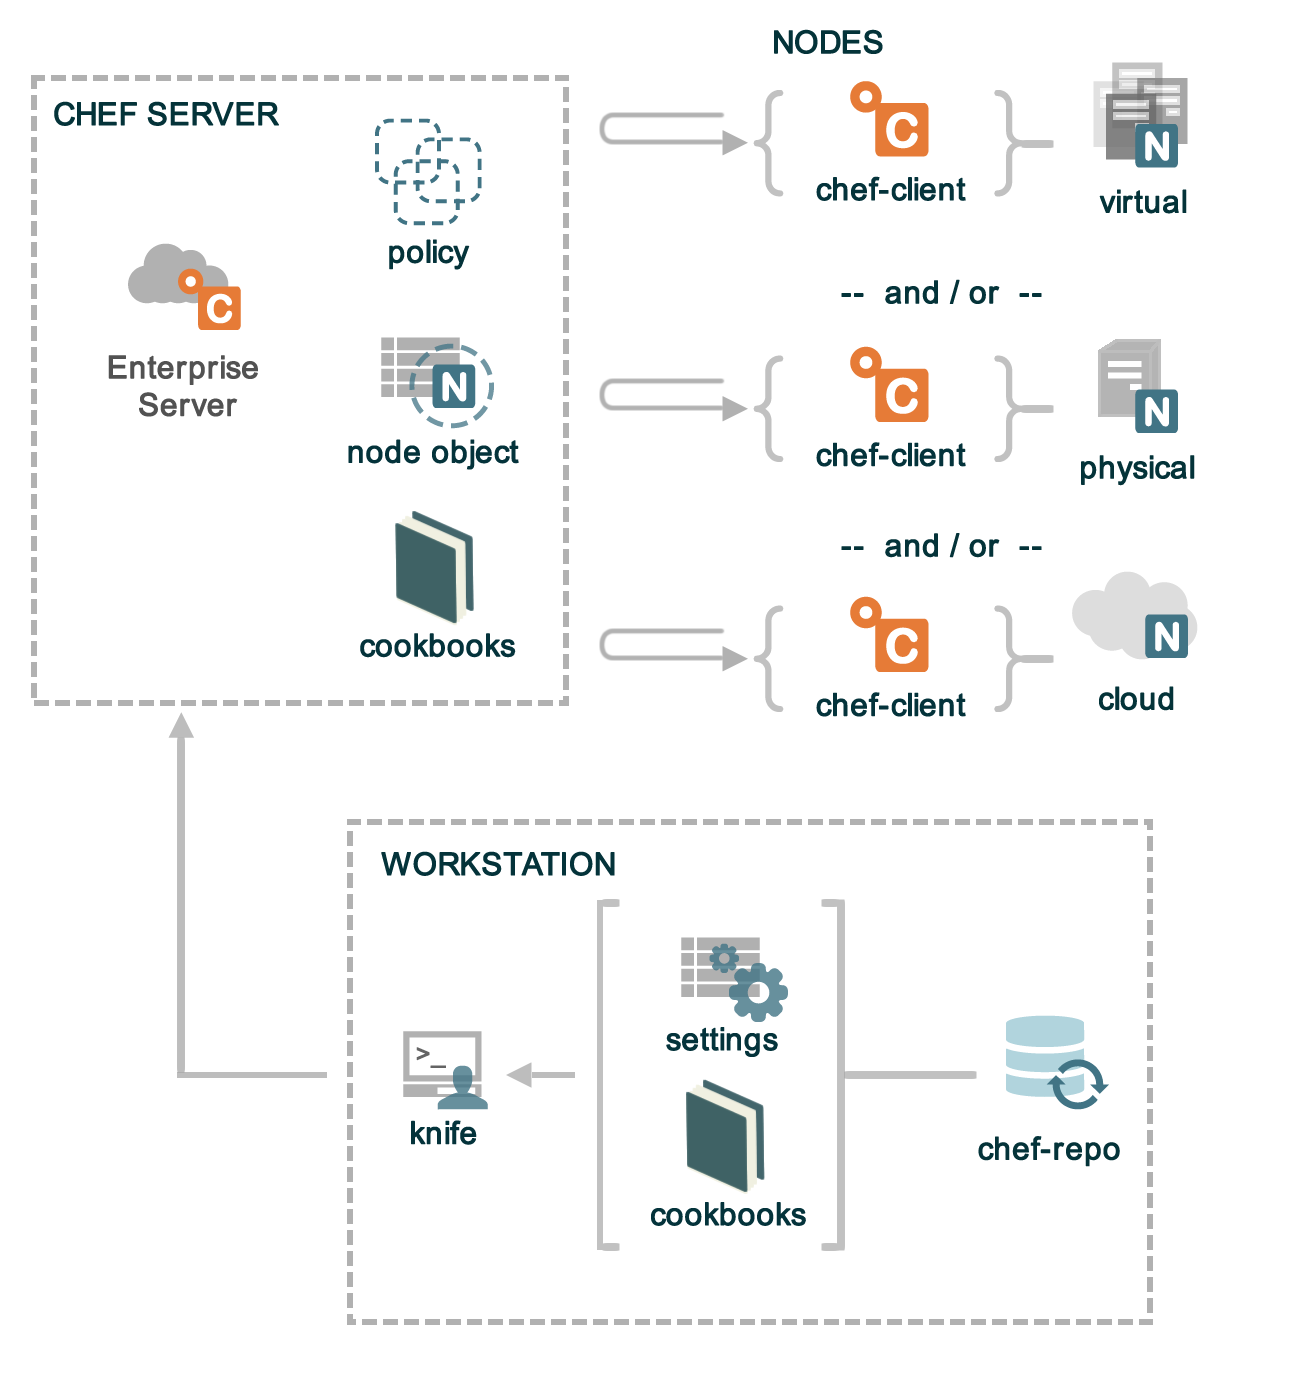 NODES
CHEF SERVER
policy
Enterprise
Server
node object
cookbooks
C
C
chef-client
N
virtual
-- and / or --
N
C
chef-client
N
physical
-- and / or --
C
chef-client
N
cloud
WORKSTATION
settings
>_
knife
cookbooks
chef-repo